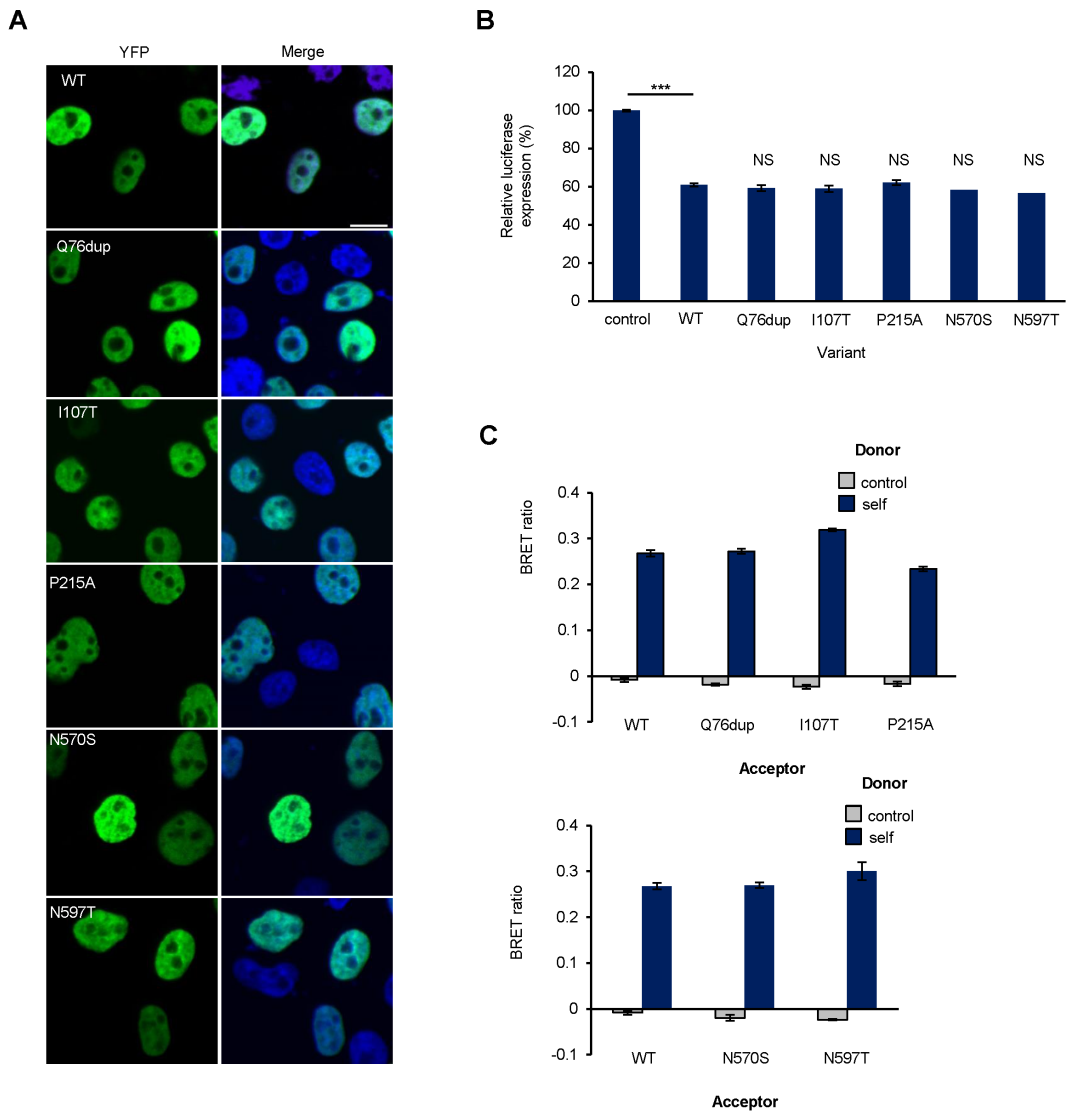 A
YFP Merge
WT
Q76dup
I107T
P215A
N570S
N597T
B
Relative luciferase
expression (%)
120
100
80
60
40
20
0
***
NS NS NS NS NS
control WT Q76dup I107T P215A N570S N597T
Variant
C
Donor
control
self
BRET ratio
0.4
0.3
0.2
0.1
0
-0.1
WT Q76dup I107T P215A
Acceptor
Donor
control
self
BRET ratio
0.4
0.3
0.2
0.1
0
-0.1
WT N570S N597T
Acceptor